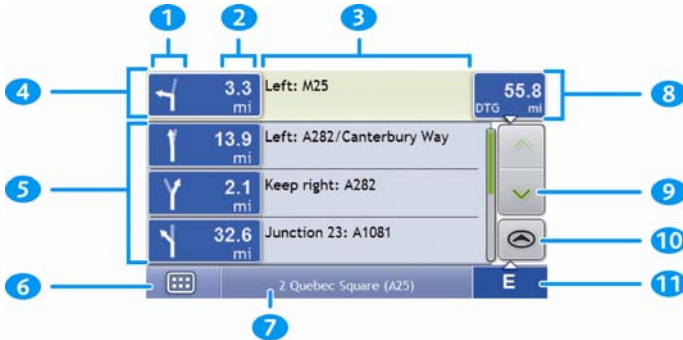 1 2 3
4 3.3 mi Left: M25 55.8 DTG mi 8
5 13.9 mi Left: A282/Canterbury Way
2.1 mi Keep right: A282 9
32.6 mi Junction 23: A1081 10
6 2 Quebec Square (A25) E 11
7